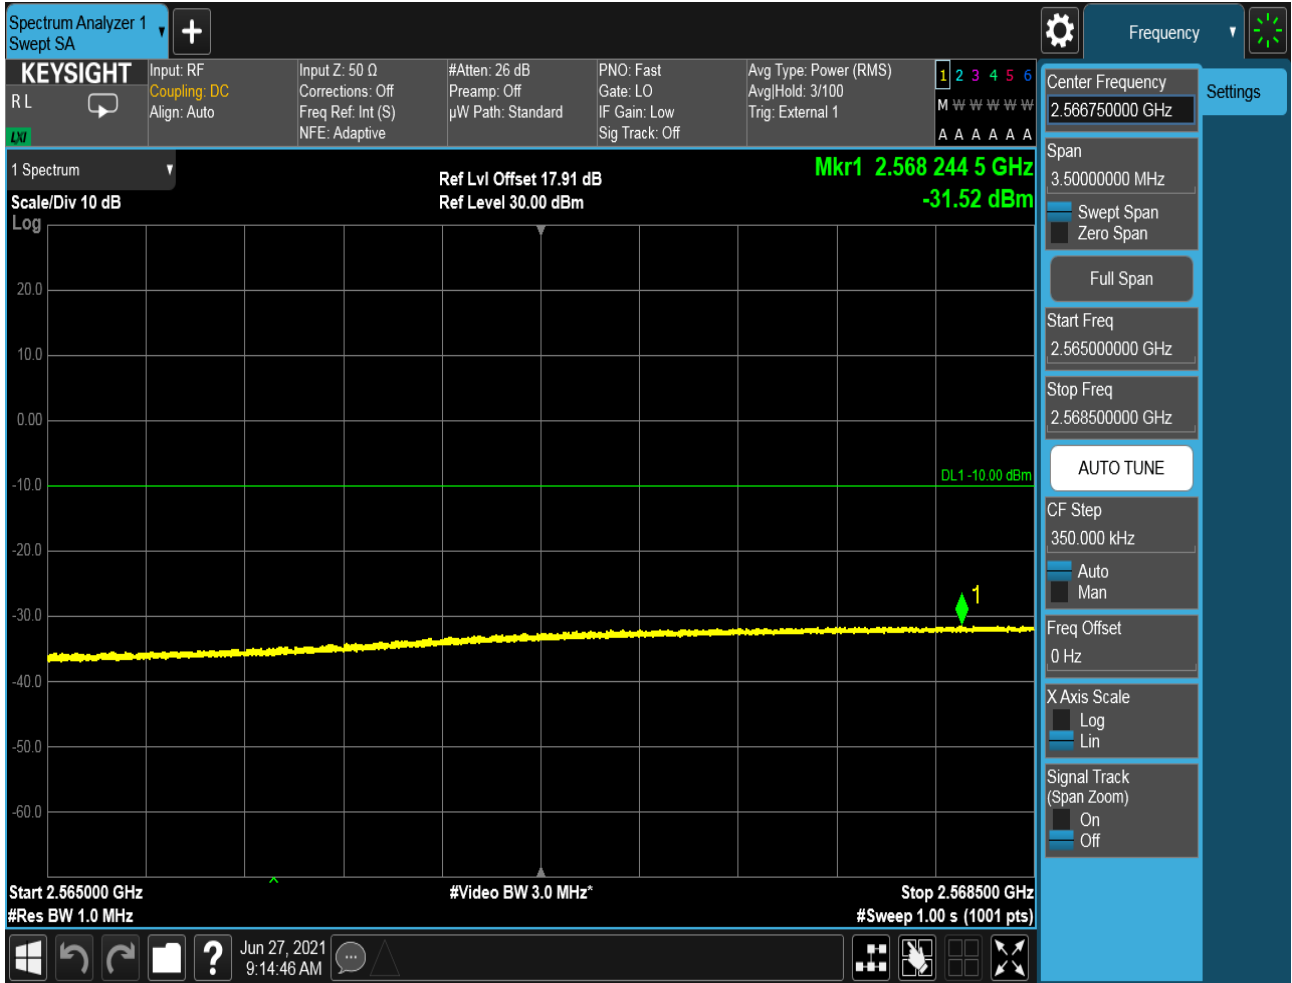 Spectrum Analyzer 1
Swept SA
Frequency
KEYSIGHT
R L
LXI
Input: RF
Coupling: DC
Align: Auto
Input Z: 50 Ω
Corrections: Off
Freq Ref: Int (S)
NFE: Adaptive
#Atten: 26 dB
Preamp: Off
µW Path: Standard
PNO: Fast
Gate: LO
IF Gain: Low
Sig Track: Off
Avg Type: Power (RMS)
Avg|Hold: 3/100
Trig: External 1
1 2 3 4 5 6
M W W W W W
A A A A A A
1 Spectrum
Scale/Div 10 dB
Log
Ref Lvl Offset 17.91 dB
Ref Level 30.00 dBm
Mkr1 2.568 244 5 GHz
-31.52 dBm
20.0
10.0
0.00
-10.0
-20.0
-30.0
-40.0
-50.0
-60.0
DL1 -10.00 dBm
1
Start 2.565000 GHz
#Res BW 1.0 MHz
#Video BW 3.0 MHz*
Stop 2.568500 GHz
#Sweep 1.00 s (1001 pts)
Jun 27, 2021
9:14:46 AM
Settings
Center Frequency
2.566750000 GHz
Span
3.50000000 MHz
Swept Span
Zero Span
Full Span
Start Freq
2.565000000 GHz
Stop Freq
2.568500000 GHz
AUTO TUNE
CF Step
350.000 kHz
Auto
Man
Freq Offset
0 Hz
X Axis Scale
Log
Lin
Signal Track
(Span Zoom)
On
Off